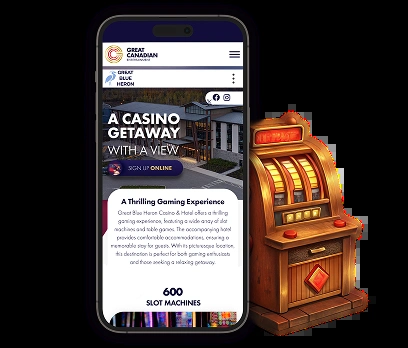 GREAT
CANADIAN
ENTERTAINMENT
GREAT
BLUE
HERON
A CASINO
GETAWAY
WITH A VIEW
SIGN UP ONLINE
A Thrilling Gaming Experience
Great Blue Heron Casino & Hotel offers a thrilling
gaming experience, featuring a wide array of slot
machines and table games. The accompanying hotel
provides comfortable accommodations, ensuring a
memorable stay for guests. With its picturesque location,
this destination is perfect for both gaming enthusiasts
and those seeking a relaxing getaway.
600
SLOT MACHINES